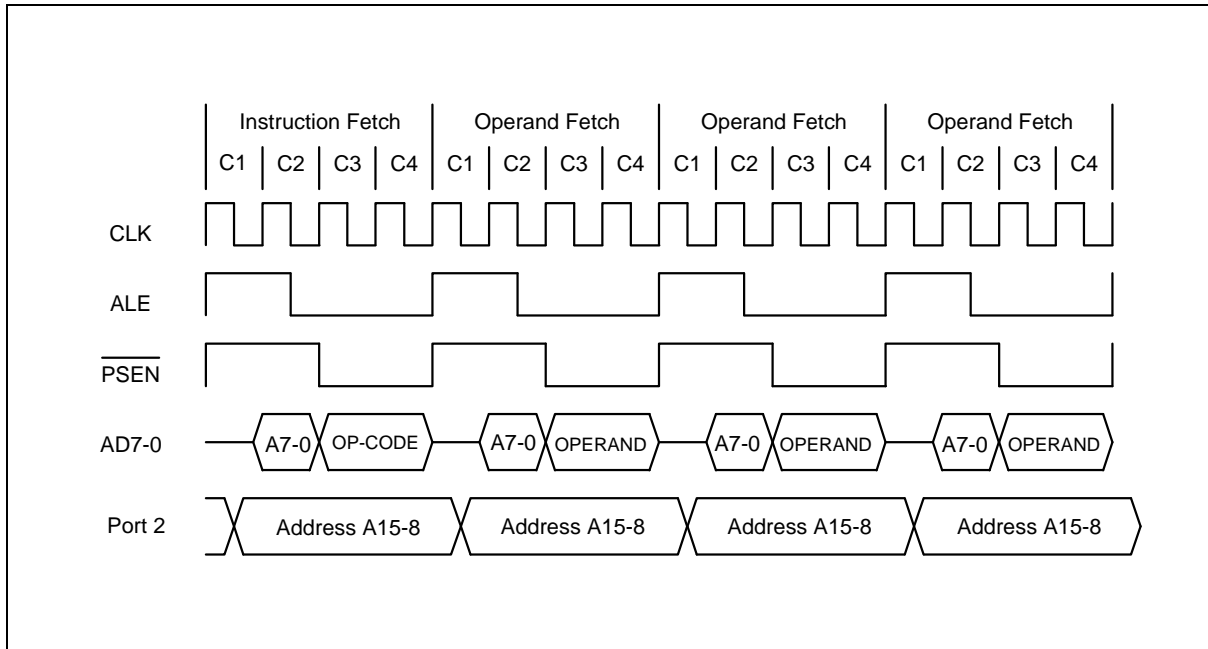 Instruction Fetch Operand Fetch Operand Fetch Operand Fetch
C1 C2 C3 C4 C1 C2 C3 C4 C1 C2 C3 C4 C1 C2 C3 C4
CLK
ALE
PSEN
AD7-0 A7-0 OP-CODE A7-0 OPERAND A7-0 OPERAND A7-0 OPERAND
Port 2 Address A15-8 Address A15-8 Address A15-8 Address A15-8